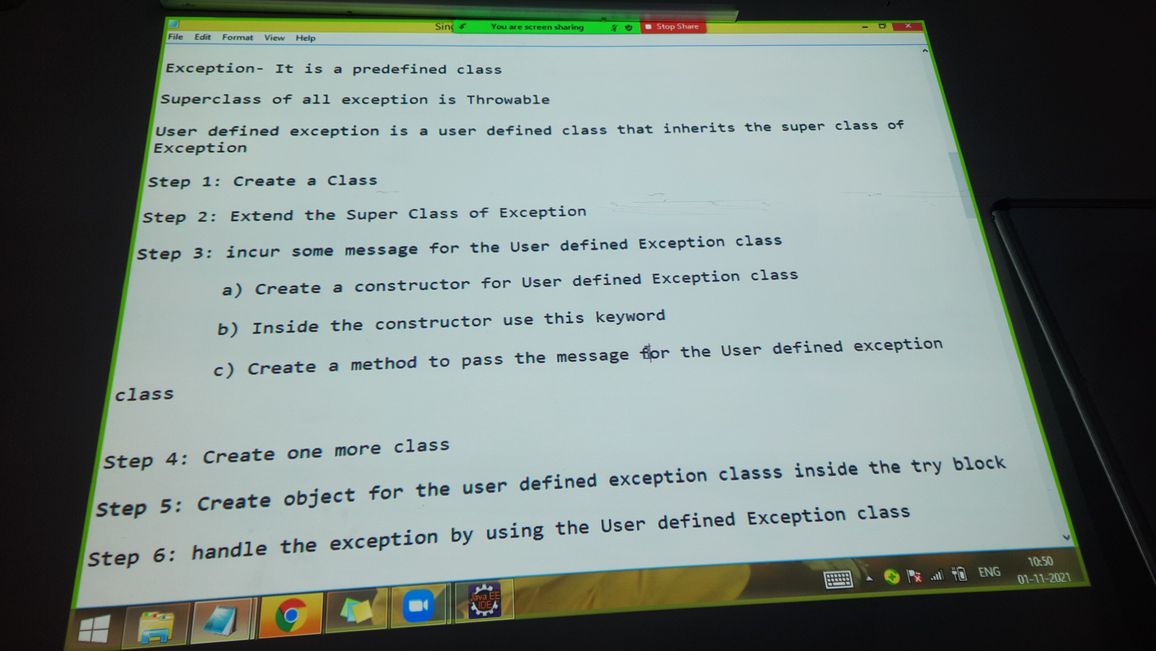 Sin
You are screen sharing
Stop Share
File Edit Format View Help
Exception- It is a predefined class
Superclass of all exception is Throwable
User defined exception is a user defined class that inherits the super class of
Exception
Step 1: Create a Class
Step 2: Extend the Super Class of Exception
Step 3: incur some message for the User defined Exception class
a) Create a constructor for User defined Exception class
b) Inside the constructor use this keyword
c) Create a method to pass the message for the User defined exception
class
Step 4: Create one more class
Step 5: Create object for the user defined exception classs inside the try block
Step 6: handle the exception by using the User defined Exception class
Java EE
IDE
ENG
10:50
01-11-2021